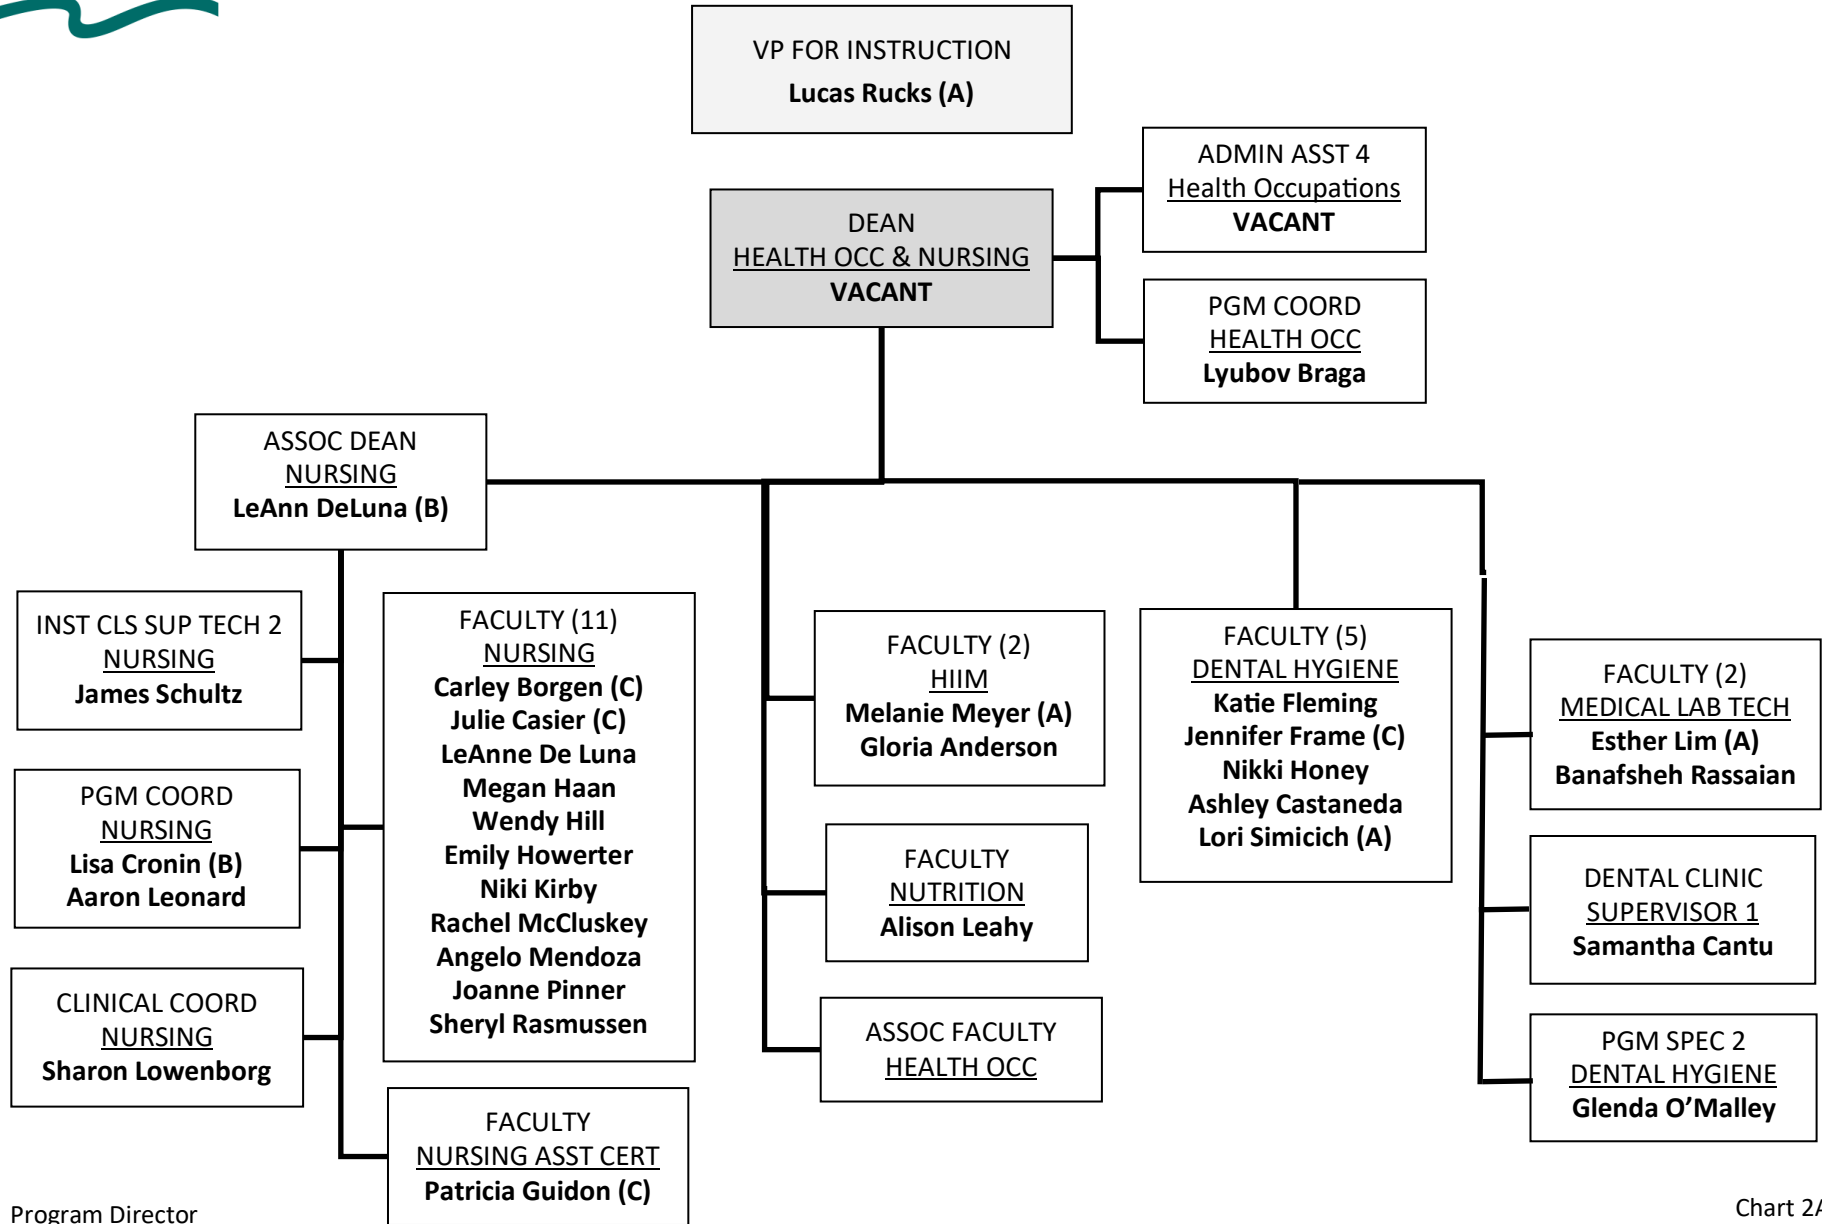 VP FOR INSTRUCTION
Lucas Rucks (A)
ADMIN ASST 4
Health Occupations
VACANT
DEAN
HEALTH OCC & NURSING
VACANT
PGM COORD
HEALTH OCC
Lyubov Braga
ASSOC DEAN
NURSING
LeAnn DeLuna (B)
INST CLS SUP TECH 2
NURSING
James Schultz
PGM COORD
NURSING
Lisa Cronin (B)
Aaron Leonard
CLINICAL COORD
NURSING
Sharon Lowenborg
FACULTY (11)
NURSING
Carley Borgen (C)
Julie Casier (C)
LeAnne De Luna
Megan Haan
Wendy Hill
Emily Howerter
Niki Kirby
Rachel McCluskey
Angelo Mendoza
Joanne Pinner
Sheryl Rasmussen
FACULTY
NURSING ASST CERT
Patricia Guidon (C)
FACULTY (2)
HIIM
Melanie Meyer (A)
Gloria Anderson
FACULTY
NUTRITION
Alison Leahy
ASSOC FACULTY
HEALTH OCC
FACULTY (5)
DENTAL HYGIENE
Katie Fleming
Jennifer Frame (C)
Nikki Honey
Ashley Castaneda
Lori Simicich (A)
FACULTY (2)
MEDICAL LAB TECH
Esther Lim (A)
Banafsheh Rassaian
DENTAL CLINIC
SUPERVISOR 1
Samantha Cantu
PGM SPEC 2
DENTAL HYGIENE
Glenda O’Malley
Program Director
Chart 2A